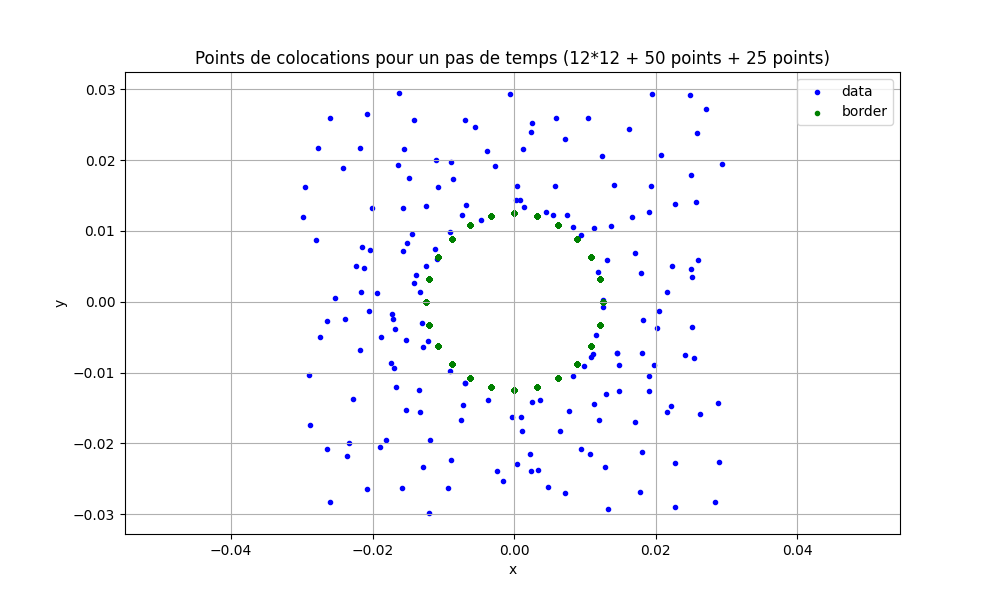 Points de colocations pour un pas de temps (12*12 + 50 points + 25 points)
data
border
0.03
0.02
0.01
0.00
−0.01
−0.02
−0.03
y
−0.04
−0.02
0.00
0.02
0.04
x